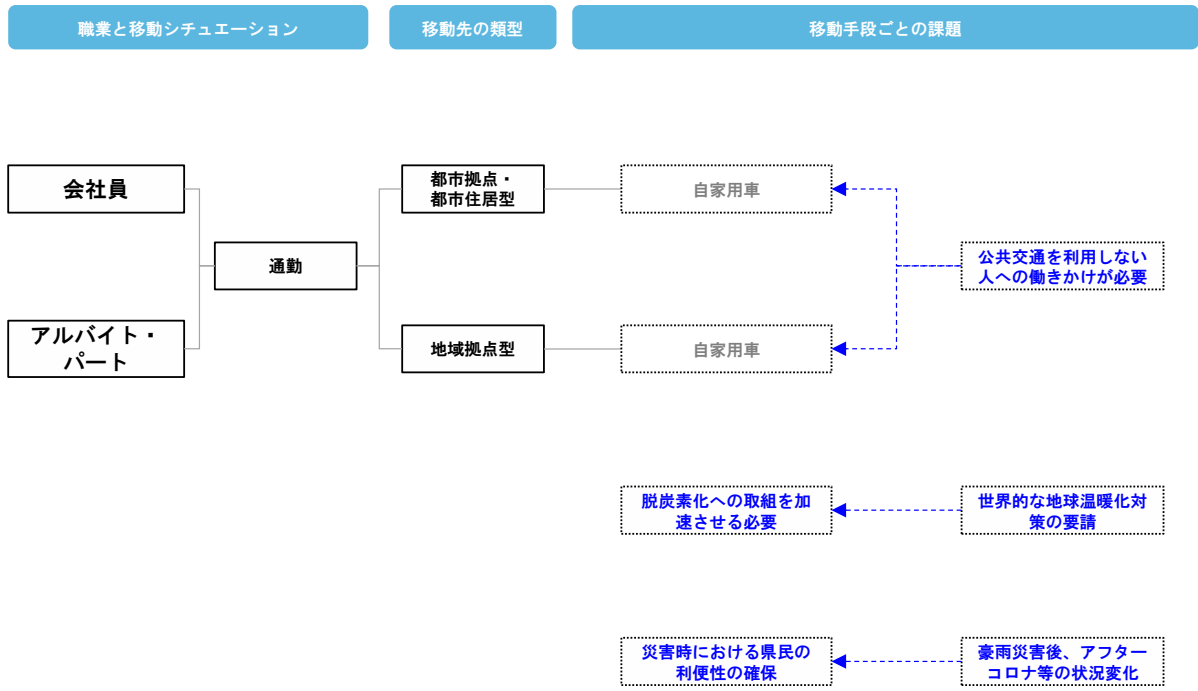 職業と移動シチュエーション
移動先の類型
移動手段ごとの課題
会社員
都市拠点・
都市住居型
自家用車
通勤
公共交通を利用しない
人への働きかけが必要
アルバイト・
パート
地域拠点型
自家用車
脱炭素化への取組を加
速させる必要
世界的な地球温暖化対
策の要請
災害時における県民の
利便性の確保
豪雨災害後、アフター
コロナ等の状況変化